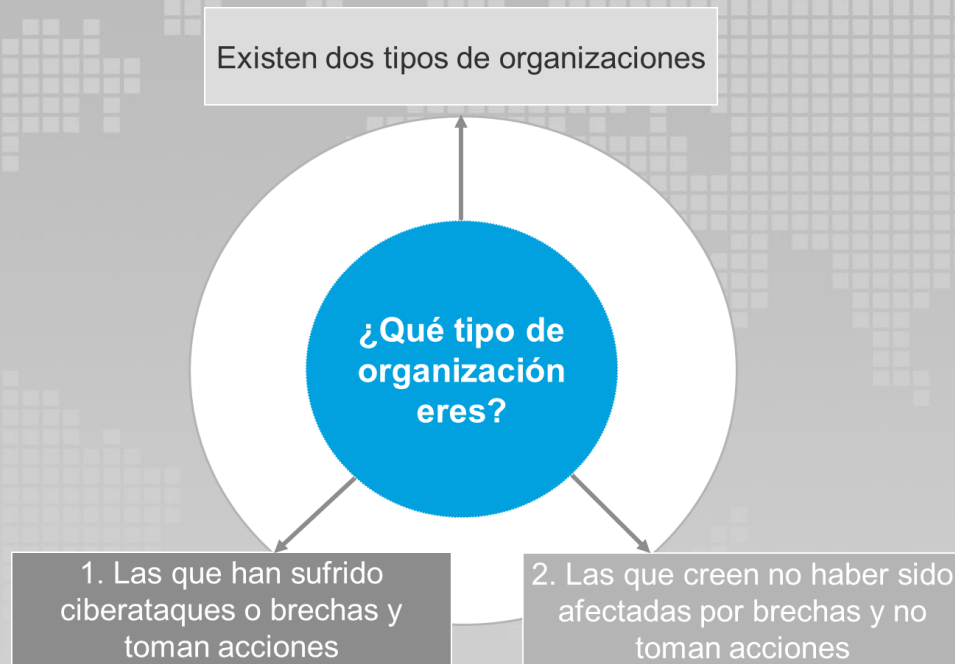 Existen dos tipos de organizaciones
¿Qué tipo de
organización
eres?
1. Las que han sufrido
ciberataques o brechas y
toman acciones
2. Las que creen no haber sido
afectadas por brechas y no
toman acciones